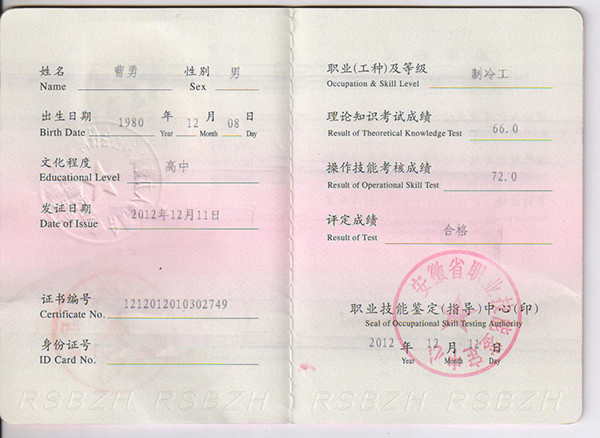 姓名 曹勇 性别 男
Name Sex
出生日期 1980 年 12 月 08 日
Birth Date Year Month Day
文化程度 高中
Educational Level
发证日期 2012年12月11日
Date of Issue
证书编号 1212012010302749
Certificate No.
身份证号
ID Card No.
RSBZH RSBZH
职业(工种)及等级 制冷工
Occupation & Skill Level
理论知识考试成绩 66.0
Result of Theoretical Knowledge Test
操作技能考核成绩 72.0
Result of Operational Skill Test
评定成绩 合格
Result of Test
安徽省职业技能鉴定中心
职业技能鉴定(指导)中心(印)
Seal of Occupational Skill Testing Authority
2012 年 12 月 11 日
Year Month Day
RSBZH RSBZH